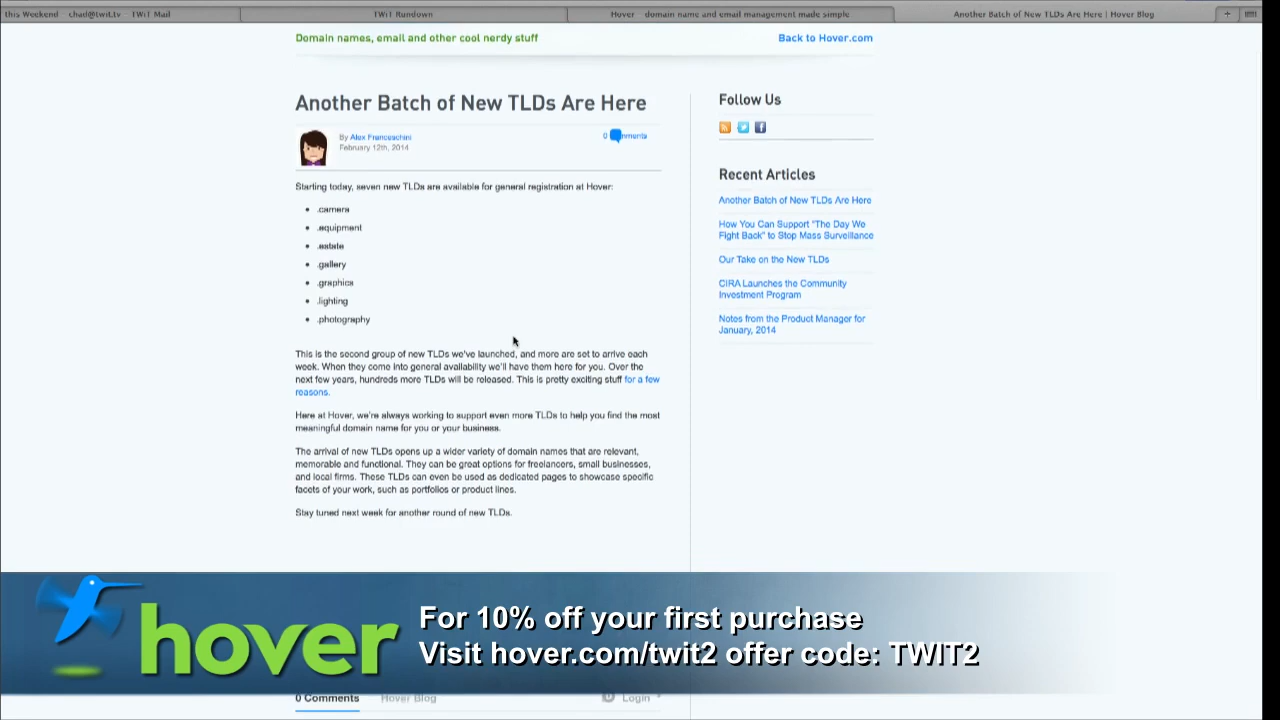 this Weekend chad@twit.tv TWiT Mail
TWiT Rundown
Hover domain name and email management made simple
Another Batch of New TLDs Are Here | Hover Blog
+
Domain names, email and other cool nerdy stuff
Back to Hover.com
Another Batch of New TLDs Are Here
By Alex Franceschini
February 12th, 2014
0
Starting today, seven new TLDs are available for general registration at Hover:
• .camera
• .equipment
• .estate
• .gallery
• .graphics
• .lighting
• .photography
This is the second group of new TLDs we've launched, and more are set to arrive each
week. When they come into general availability we'll have them here for you. Over the
next few years, hundreds more TLDs will be released. This is pretty exciting stuff for a few
reasons.
Here at Hover, we're always working to support even more TLDs to help you find the most
meaningful domain name for you or your business.
The arrival of new TLDs opens up a wider variety of domain names that are relevant,
memorable and functional. They can be great options for freelancers, small businesses,
and local firms. These TLDs can even be used as dedicated pages to showcase specific
facets of your work, such as portfolios or product lines.
Stay tuned next week for another round of new TLDs.
Follow Us
Recent Articles
Another Batch of New TLDs Are Here
How You Can Support "The Day We
Fight Back" to Stop Mass Surveillance
Our Take on the New TLDs
CIRA Launches the Community
Investment Program
Notes from the Product Manager for
January, 2014
hover
For 10% off your first purchase
Visit hover.com/twit2 offer code: TWIT2
0 Comments
Hover Blog
Login